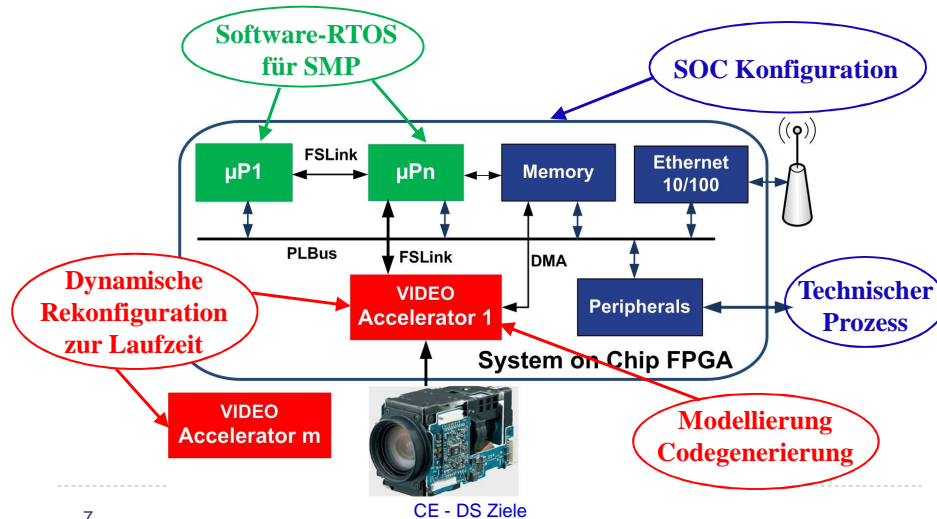 Software-RTOS
für SMP
SOC Konfiguration
µP1
FSLink
µPn
Memory
Ethernet
10/100
PLBus
FSLink
DMA
Dynamische
Rekonfiguration
zur Laufzeit
VIDEO
Accelerator 1
Peripherals
Technischer
Prozess
System on Chip FPGA
VIDEO
Accelerator m
Modellierung
Codegenerierung
CE - DS Ziele
7